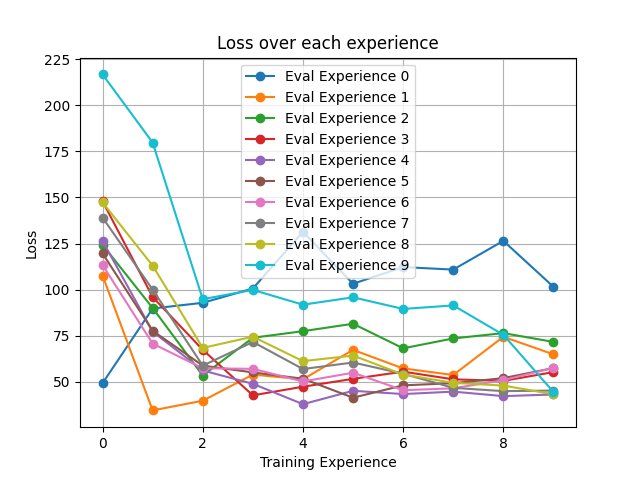 Loss over each experience
225
200
175
150
125
100
75
50
Loss
Eval Experience 0
Eval Experience 1
Eval Experience 2
Eval Experience 3
Eval Experience 4
Eval Experience 5
Eval Experience 6
Eval Experience 7
Eval Experience 8
Eval Experience 9
0 2 4 6 8
Training Experience